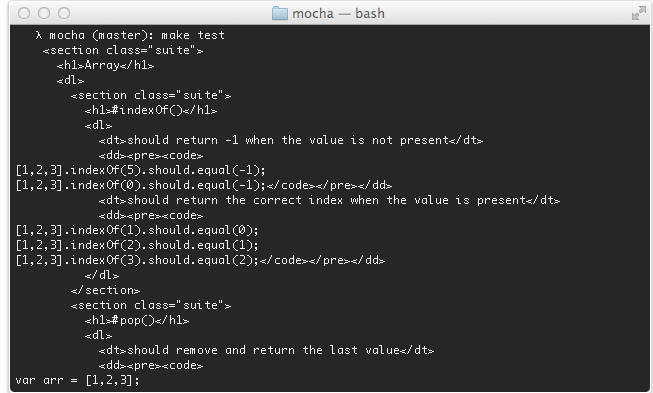 mocha — bash
λ mocha (master): make test
<section class="suite">
<h1>Array</h1>
<dl>
<section class="suite">
<h1>#indexOf()</h1>
<dl>
<dt>should return -1 when the value is not present</dt>
<dd><pre><code>
[1,2,3].indexOf(5).should.equal(-1);
[1,2,3].indexOf(0).should.equal(-1);</code></pre></dd>
<dt>should return the correct index when the value is present</dt>
<dd><pre><code>
[1,2,3].indexOf(1).should.equal(0);
[1,2,3].indexOf(2).should.equal(1);
[1,2,3].indexOf(3).should.equal(2);</code></pre></dd>
</dl>
</section>
<section class="suite">
<h1>#pop()</h1>
<dl>
<dt>should remove and return the last value</dt>
<dd><pre><code>
var arr = [1,2,3];